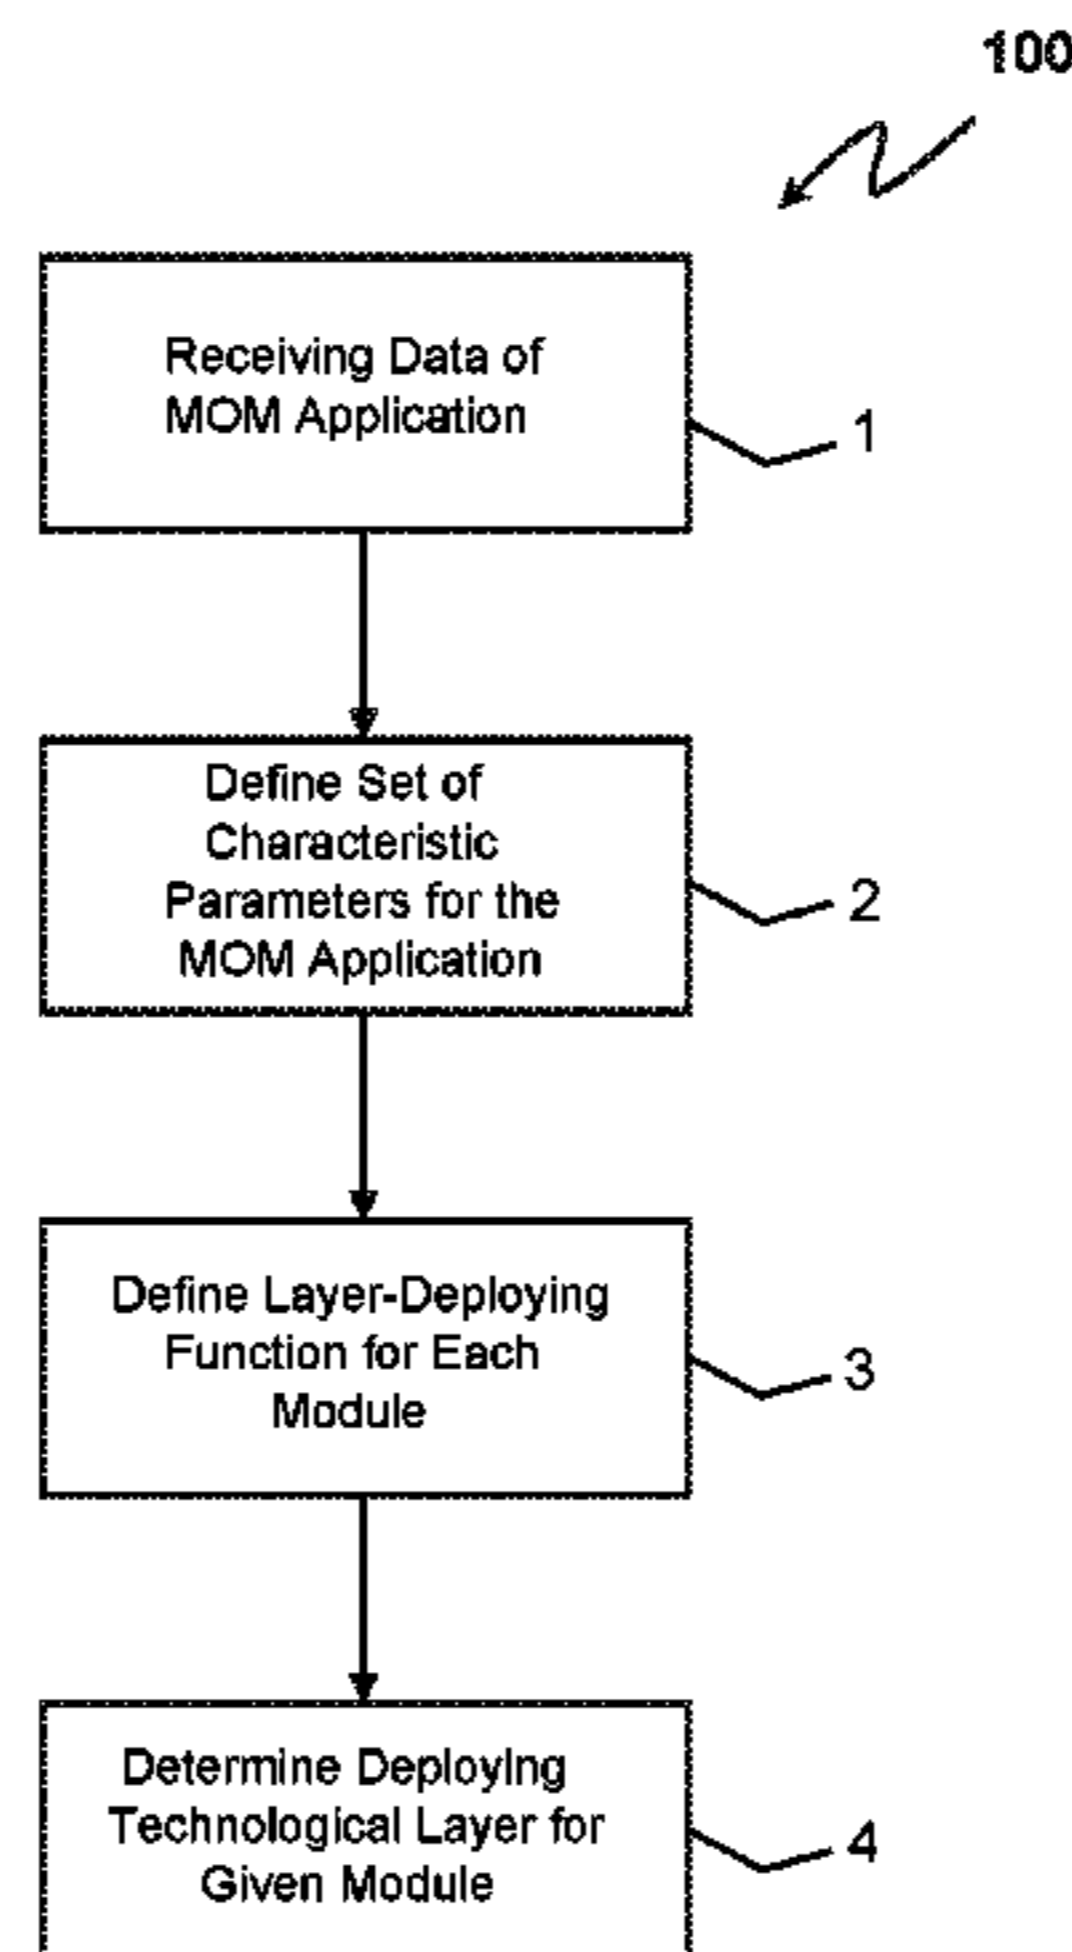 100
Receiving Data of
MOM Application
1
Define Set of
Characteristic
Parameters for the
MOM Application
2
Define Layer-Deploying
Function for Each
Module
3
Determine Deploying
Technological Layer for
Given Module
4